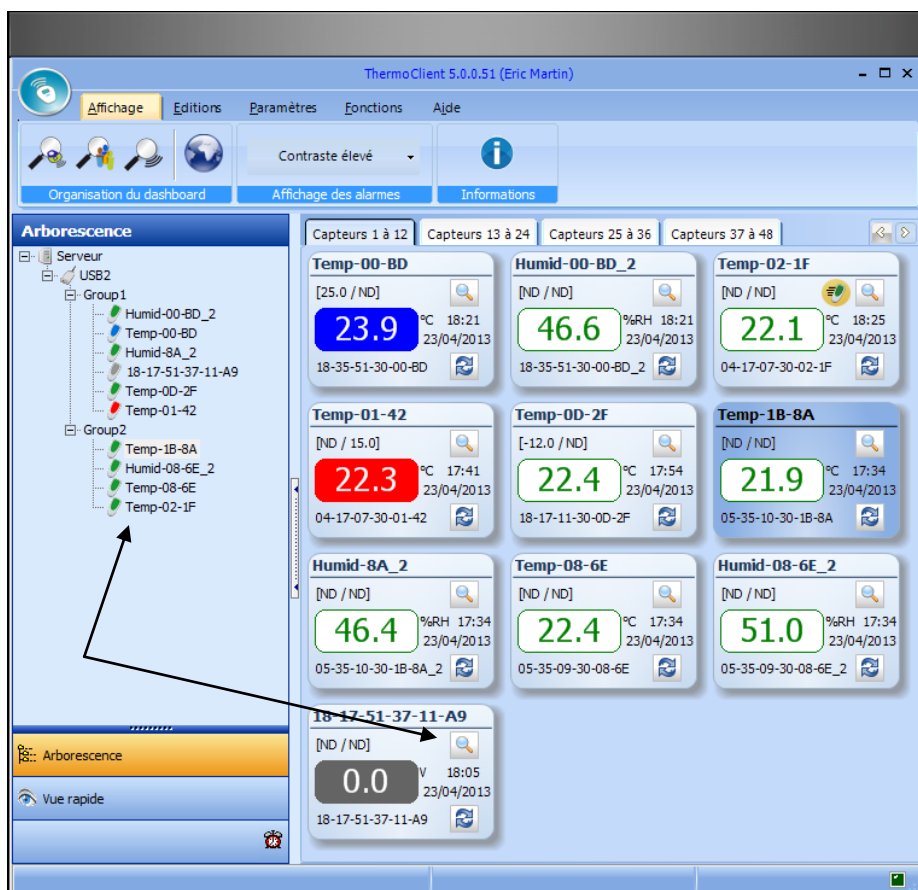 ThermoClient 5.0.0.51 (Eric Martin)
Affichage Editions Paramètres Fonctions Aide
Contraste élevé
Organisation du dashboard Affichage des alarmes Informations
Arborescence
Serveur
USB2
Group1
Humid-00-BD_2
Temp-00-BD
Humid-8A_2
18-17-51-37-11-A9
Temp-0D-2F
Temp-01-42
Group2
Temp-1B-8A
Humid-08-6E_2
Temp-08-6E
Temp-02-1F
Arborescence
Vue rapide
Capteurs 1 à 12 Capteurs 13 à 24 Capteurs 25 à 36 Capteurs 37 à 48
Temp-00-BD
[25.0 / ND]
23.9 °C 18:21
23/04/2013
18-35-51-30-00-BD
Humid-00-BD_2
[ND / ND]
46.6 %RH 18:21
23/04/2013
18-35-51-30-00-BD_2
Temp-02-1F
[ND / ND]
22.1 °C 18:25
23/04/2013
04-17-07-30-02-1F
Temp-01-42
[ND / 15.0]
22.3 °C 17:41
23/04/2013
04-17-07-30-01-42
Temp-0D-2F
[-12.0 / ND]
22.4 °C 17:54
23/04/2013
18-17-11-30-0D-2F
Temp-1B-8A
[ND / ND]
21.9 °C 17:34
23/04/2013
05-35-10-30-1B-8A
Humid-8A_2
[ND / ND]
46.4 %RH 17:34
23/04/2013
05-35-10-30-1B-8A_2
Temp-08-6E
[ND / ND]
22.4 °C 17:34
23/04/2013
05-35-09-30-08-6E
Humid-08-6E_2
[ND / ND]
51.0 %RH 17:34
23/04/2013
05-35-09-30-08-6E_2
18-17-51-37-11-A9
[ND / ND]
0.0 V 18:05
23/04/2013
18-17-51-37-11-A9